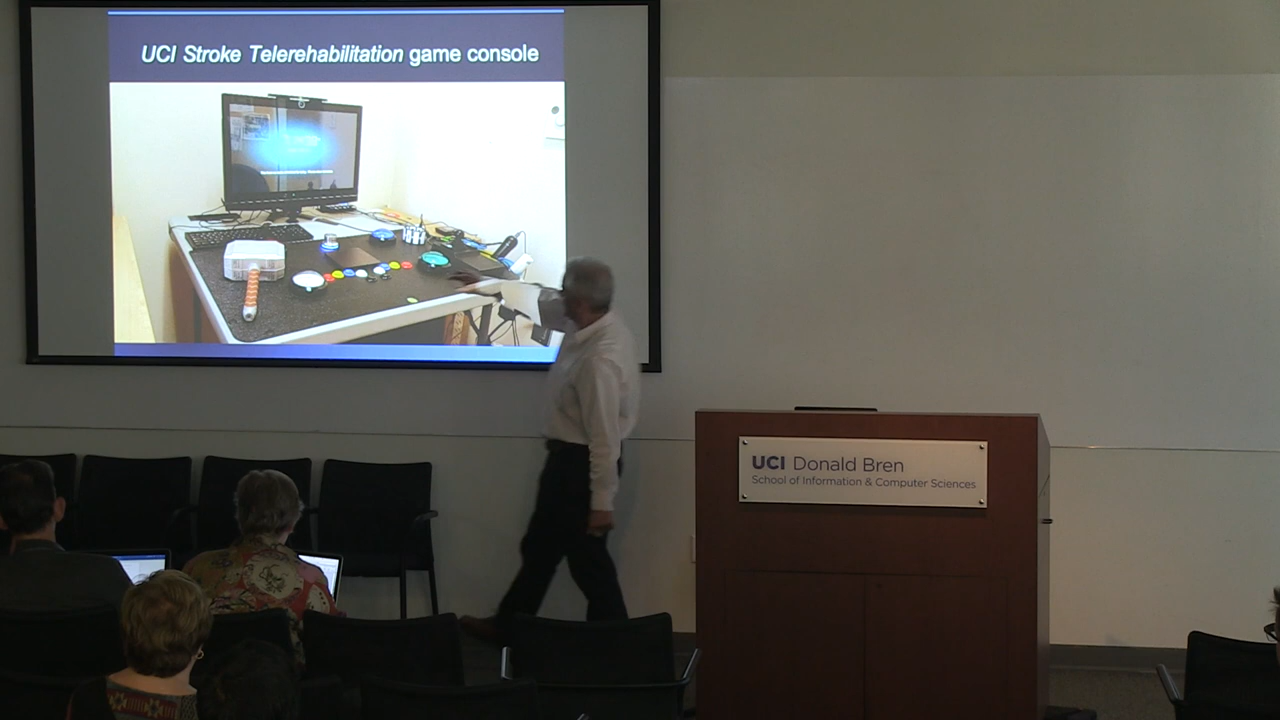 UCI Stroke Telerehabilitation game console
UCI Donald Bren
School of Information & Computer Sciences